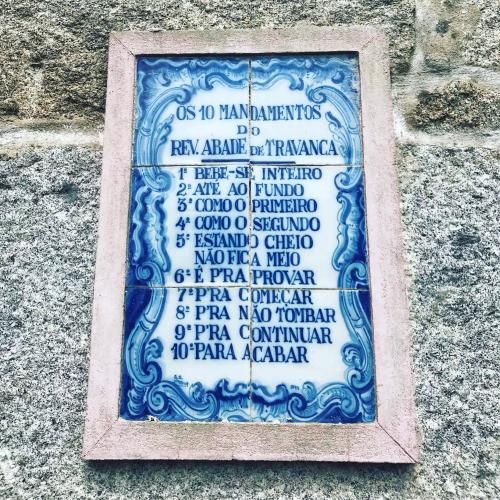 OS 10 MANDAMENTOS
DO
REV. ABADE DE TRAVANCA
1º BEBE-SE INTEIRO
2º ATÉ AO FUNDO
3º COMO O PRIMEIRO
4º COMO O SEGUNDO
5º ESTANDO CHEIO
NÃO FICA MEIO
6º É P'RA PROVAR
7º P'RA COMEÇAR
8º P'RA NÃO TOMBAR
9º P'RA CONTINUAR
10º PARA ACABAR